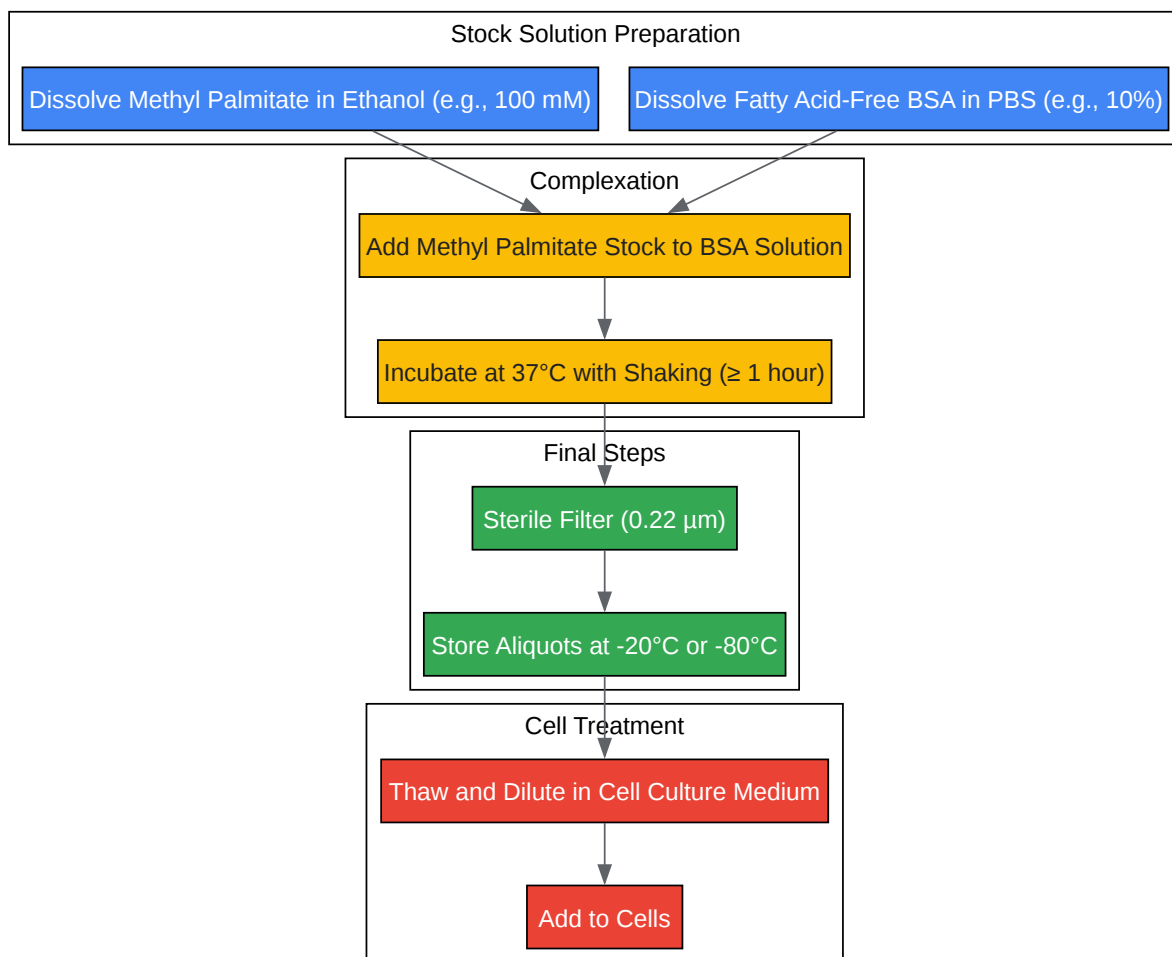 Stock Solution Preparation
Dissolve Methyl Palmitate in Ethanol (e.g., 100 mM)
Dissolve Fatty Acid-Free BSA in PBS (e.g., 10%)
Complexation
Add Methyl Palmitate Stock to BSA Solution
Incubate at 37°C with Shaking (≥ 1 hour)
Final Steps
Sterile Filter (0.22 µm)
Store Aliquots at -20°C or -80°C
Cell Treatment
Thaw and Dilute in Cell Culture Medium
Add to Cells